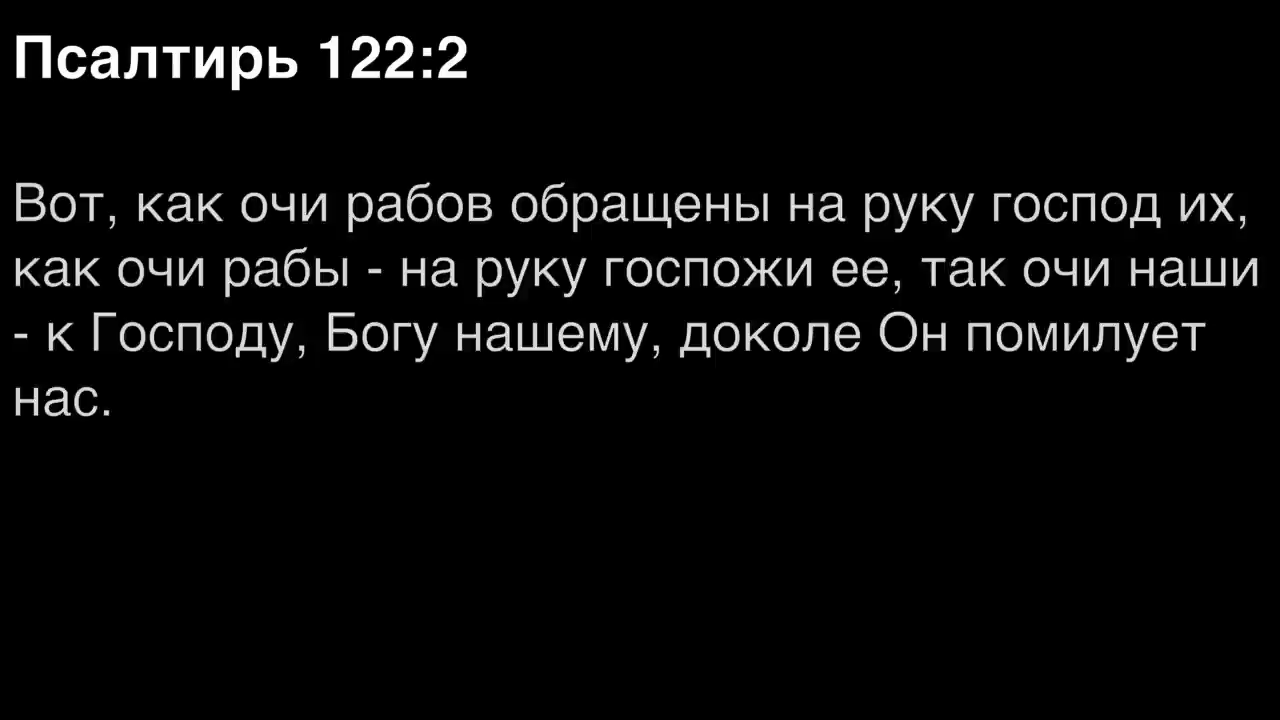 Псалтирь 122:2
Вот, как очи рабов обращены на руку господ их,
как очи рабы - на руку госпожи ее, так очи наши
- к Господу, Богу нашему, доколе Он помилует
нас.